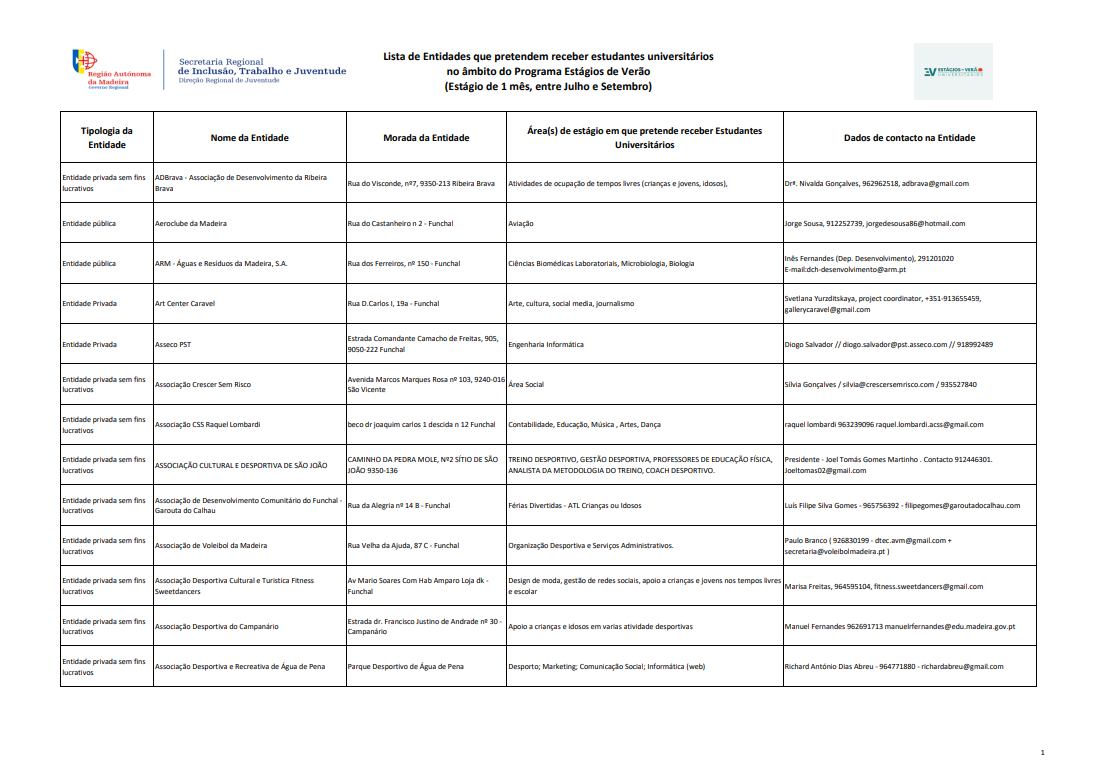 Região Autónoma
da Madeira
Governo Regional
Secretaria Regional
de Inclusão, Trabalho e Juventude
Direção Regional de Juventude
Lista de Entidades que pretendem receber estudantes universitários
no âmbito do Programa Estágios de Verão
(Estágio de 1 mês, entre Julho e Setembro)
EV ESTÁGIOS DE VERÃO
UNIVERSITÁRIOS
Tipologia da
Entidade
Nome da Entidade
Morada da Entidade
Área(s) de estágio em que pretende receber Estudantes
Universitários
Dados de contacto na Entidade
Entidade privada sem fins
lucrativos
ADBrava - Associação de Desenvolvimento da Ribeira
Brava
Rua do Visconde, nº7, 9350-213 Ribeira Brava
Atividades de ocupação de tempos livres (crianças e jovens, idosos),
Drª. Nivalda Gonçalves, 962962518, adbrava@gmail.com
Entidade pública
Aeroclube da Madeira
Rua do Castanheiro n 2 - Funchal
Aviação
Jorge Sousa, 912252739, jorgedesousa86@hotmail.com
Entidade pública
ARM - Águas e Resíduos da Madeira, S.A.
Rua dos Ferreiros, nº 150 - Funchal
Ciências Biomédicas Laboratoriais, Microbiologia, Biologia
Inês Fernandes (Dep. Desenvolvimento), 291201020
E-mail:dch-desenvolvimento@arm.pt
Entidade Privada
Art Center Caravel
Rua D.Carlos I, 19a - Funchal
Arte, cultura, social media, journalismo
Svetlana Yurzditskaya, project coordinator, +351-913655459,
gallerycaravel@gmail.com
Entidade Privada
Asseco PST
Estrada Comandante Camacho de Freitas, 905,
9050-222 Funchal
Engenharia Informática
Diogo Salvador // diogo.salvador@pst.asseco.com // 918992489
Entidade privada sem fins
lucrativos
Associação Crescer Sem Risco
Avenida Marcos Marques Rosa nº 103, 9240-016
São Vicente
Área Social
Sílvia Gonçalves / silvia@crescersemrisco.com / 935527840
Entidade privada sem fins
lucrativos
Associação CSS Raquel Lombardi
beco dr joaquim carlos 1 descida n 12 Funchal
Contabilidade, Educação, Música , Artes, Dança
raquel lombardi 963239096 raquel.lombardi.acss@gmail.com
Entidade privada sem fins
lucrativos
ASSOCIAÇÃO CULTURAL E DESPORTIVA DE SÃO JOÃO
CAMINHO DA PEDRA MOLE, Nº2 SÍTIO DE SÃO
JOÃO 9350-136
TREINO DESPORTIVO, GESTÃO DESPORTIVA, PROFESSORES DE EDUCAÇÃO FÍSICA,
ANALISTA DA METODOLOGIA DO TREINO, COACH DESPORTIVO.
Presidente - Joel Tomás Gomes Martinho . Contacto 912446301.
Joeltomas02@gmail.com
Entidade privada sem fins
lucrativos
Associação de Desenvolvimento Comunitário do Funchal -
Garouta do Calhau
Rua da Alegria nº 14 B - Funchal
Férias Divertidas - ATL Crianças ou Idosos
Luís Filipe Silva Gomes - 965756392 - filipegomes@garoutadocalhau.com
Entidade privada sem fins
lucrativos
Associação de Voleibol da Madeira
Rua Velha da Ajuda, 87 C - Funchal
Organização Desportiva e Serviços Administrativos.
Paulo Branco ( 926830199 - dtec.avm@gmail.com +
secretaria@voleibolmadeira.pt )
Entidade privada sem fins
lucrativos
Associação Desportiva Cultural e Turística Fitness
Sweetdancers
Av Mario Soares Com Hab Amparo Loja dk -
Funchal
Design de moda, gestão de redes sociais, apoio a crianças e jovens nos tempos livres
e escolar
Marisa Freitas, 964595104, fitness.sweetdancers@gmail.com
Entidade privada sem fins
lucrativos
Associação Desportiva do Campanário
Estrada dr. Francisco Justino de Andrade nº 30 -
Campanário
Apoio a crianças e idosos em varias atividade desportivas
Manuel Fernandes 962691713 manuelrfernandes@edu.madeira.gov.pt
Entidade privada sem fins
lucrativos
Associação Desportiva e Recreativa de Água de Pena
Parque Desportivo de Água de Pena
Desporto; Marketing; Comunicação Social; Informática (web)
Richard António Dias Abreu - 964771880 - richardabreu@gmail.com
1